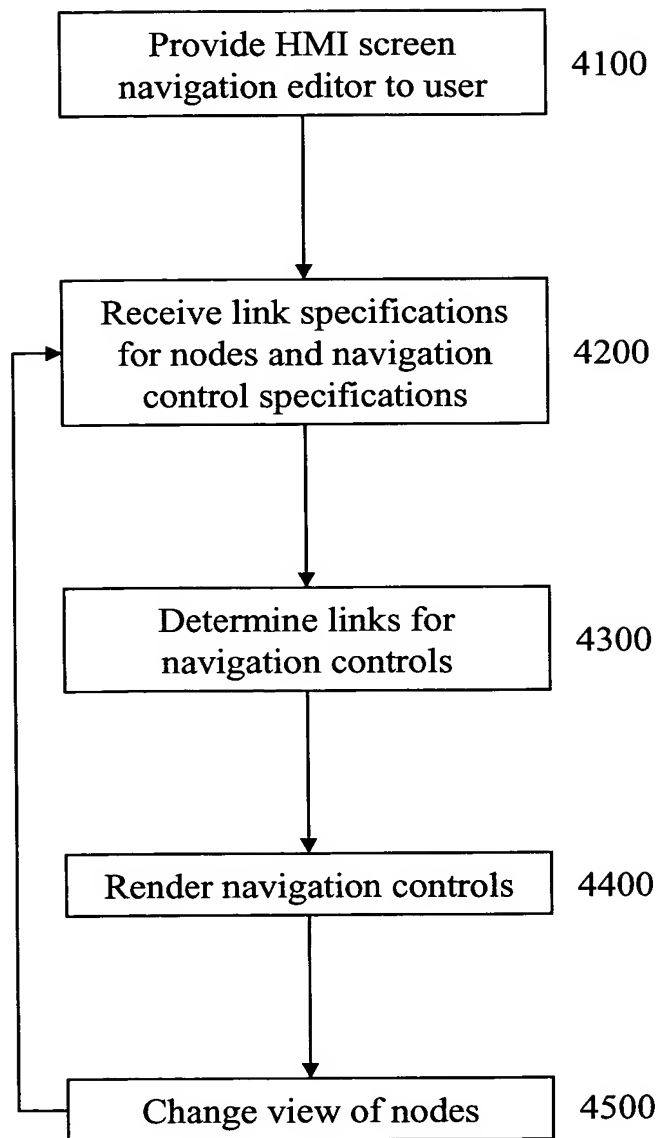 Provide HMI screen
navigation editor to user
4100
Receive link specifications
for nodes and navigation
control specifications
4200
Determine links for
navigation controls
4300
Render navigation controls
4400
Change view of nodes
4500